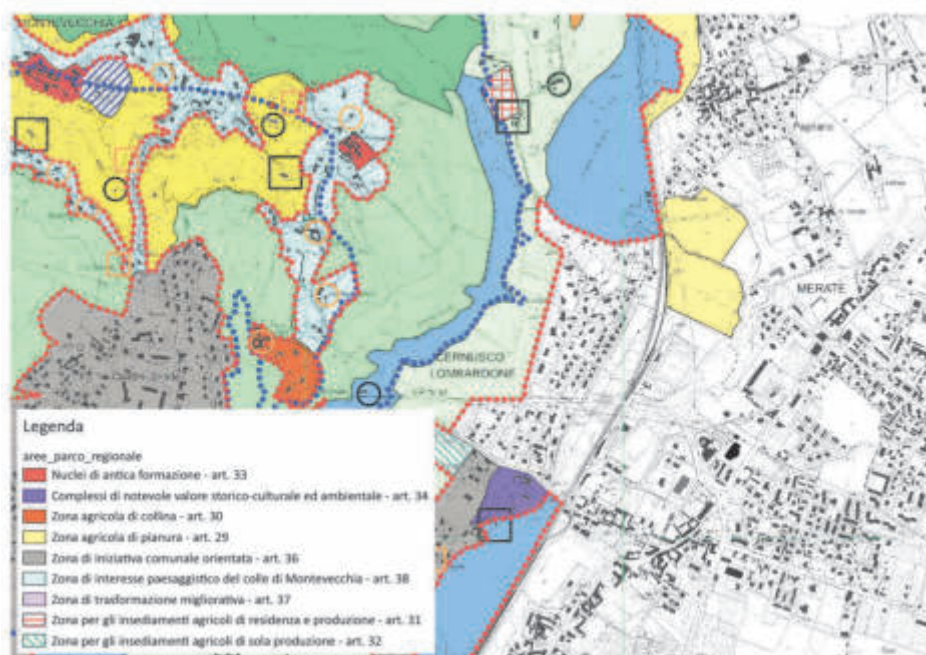 MONTEVECCHIA
Pagnano
MERATE
CERNUSCO
LOMBARDONE
Legenda
aree_parco_regionale
Nuclei di antica formazione - art. 33
Complessi di notevole valore storico-culturale ed ambientale - art. 34
Zona agricola di collina - art. 30
Zona agricola di pianura - art. 29
Zona di iniziativa comunale orientata - art. 36
Zona di interesse paesaggistico del colle di Montevecchia - art. 38
Zona di trasformazione migliorativa - art. 37
Zona per gli insediamenti agricoli di residenza e produzione - art. 31
Zona per gli insediamenti agricoli di sola produzione - art. 32